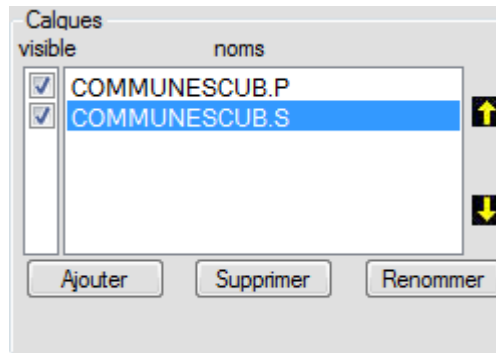 Calques
visible noms
COMMUNESCUB.P
COMMUNESCUB.S
Ajouter Supprimer Renommer